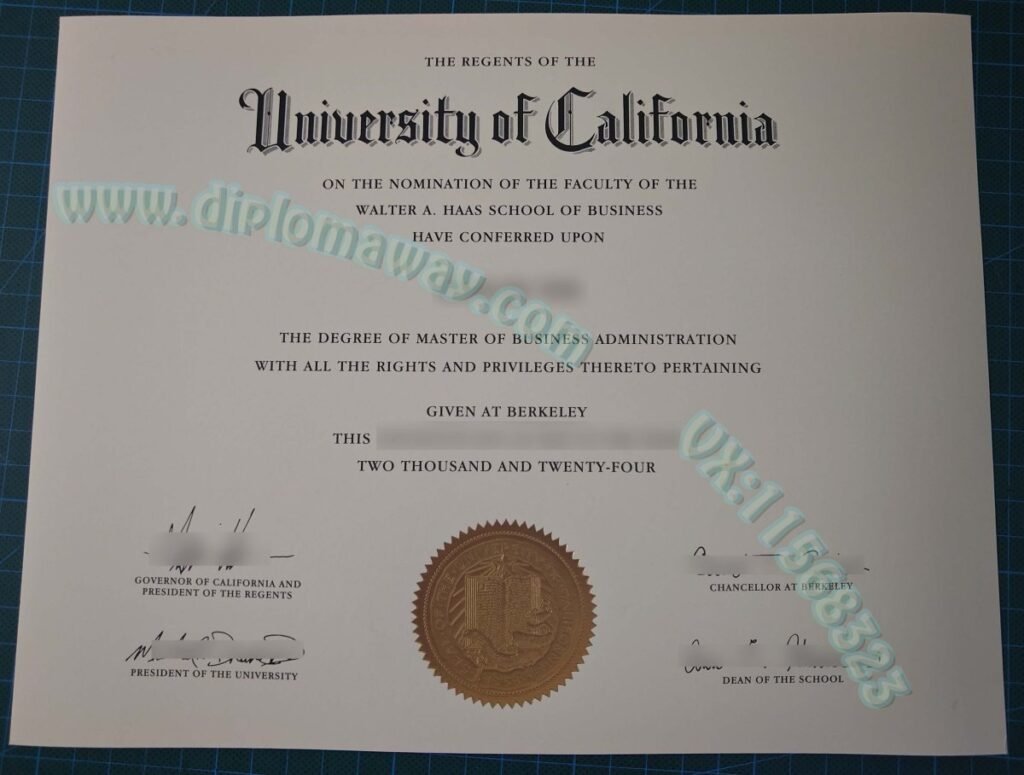 THE REGENTS OF THE
University of California
ON THE NOMINATION OF THE FACULTY OF THE
WALTER A. HAAS SCHOOL OF BUSINESS
HAVE CONFERRED UPON
www.diplomaway.com
THE DEGREE OF MASTER OF BUSINESS ADMINISTRATION
WITH ALL THE RIGHTS AND PRIVILEGES THERETO PERTAINING
GIVEN AT BERKELEY
THIS
TWO THOUSAND AND TWENTY-FOUR
VX:11568323
GOVERNOR OF CALIFORNIA AND
PRESIDENT OF THE REGENTS
CHANCELLOR AT BERKELEY
PRESIDENT OF THE UNIVERSITY
DEAN OF THE SCHOOL